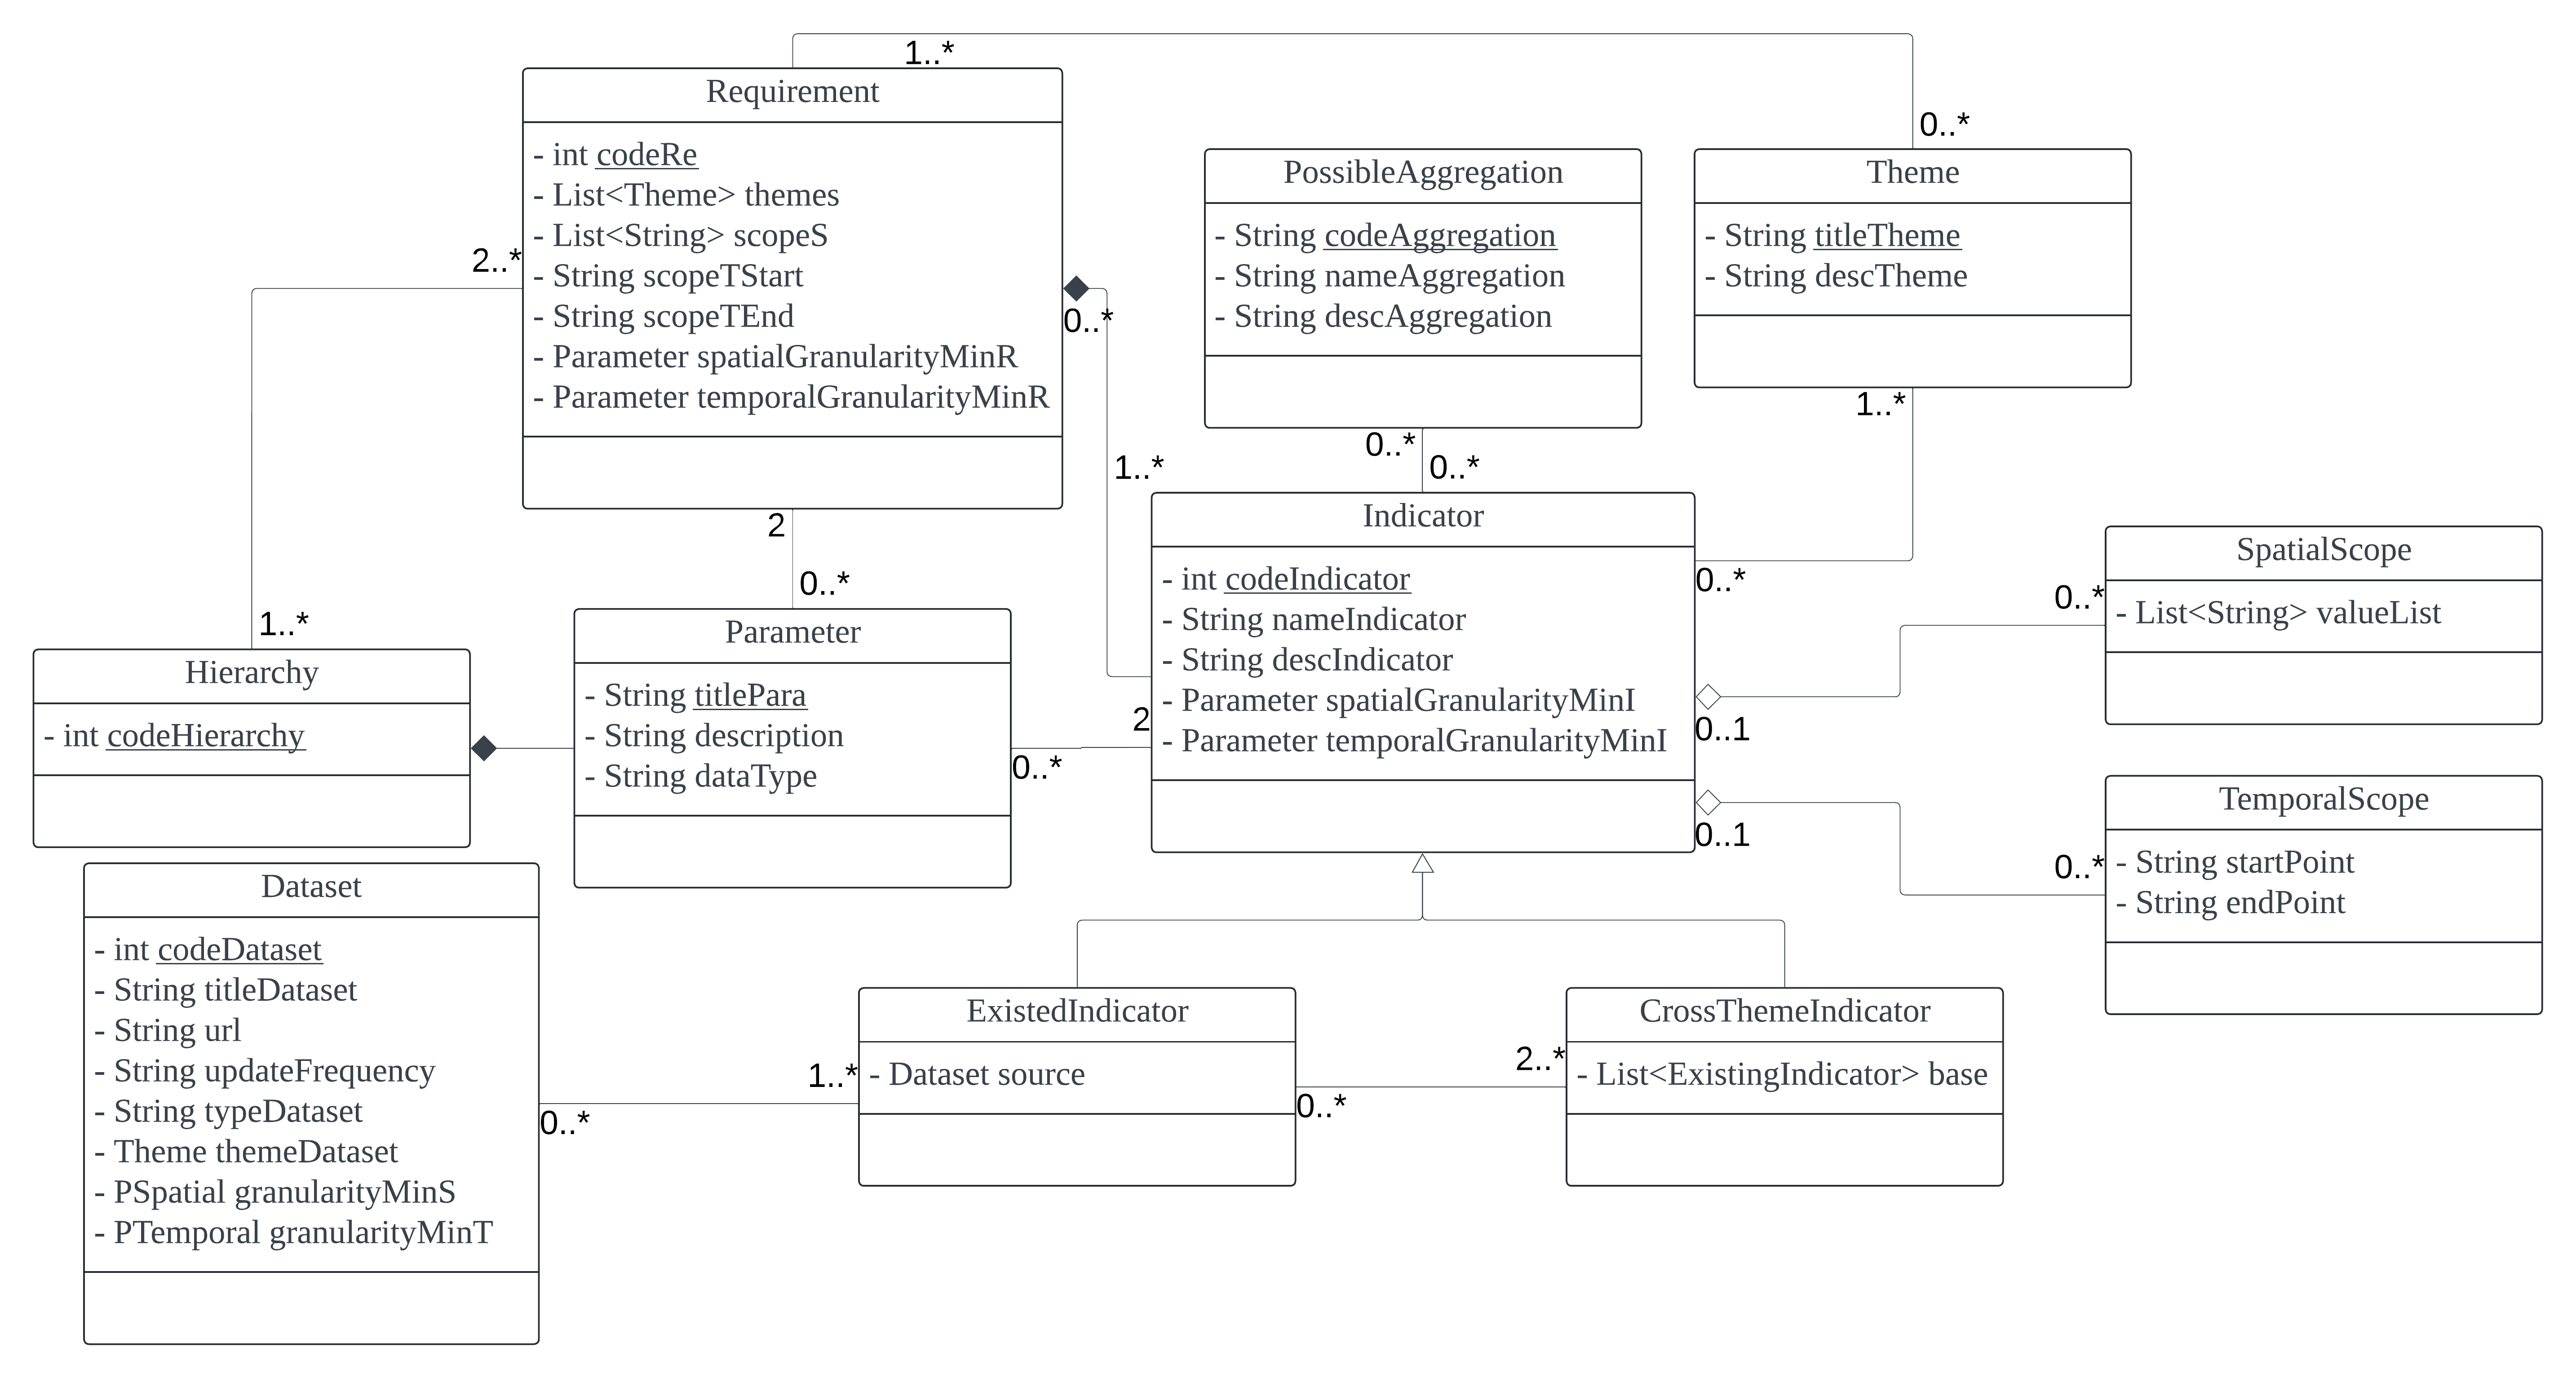 1..*
Requirement
- int codeRe
- List<Theme> themes
- List<String> scopeS
- String scopeTStart
- String scopeTEnd
- Parameter spatialGranularityMinR
- Parameter temporalGranularityMinR
2..*
0..*
2
0..*
PossibleAggregation
- String codeAggregation
- String nameAggregation
- String descAggregation
0..*
0..*
0..*
Theme
- String titleTheme
- String descTheme
1..*
1..*
Indicator
- int codeIndicator
- String nameIndicator
- String descIndicator
- Parameter spatialGranularityMinI
- Parameter temporalGranularityMinI
0..*
0..1
0..1
2
0..*
SpatialScope
- List<String> valueList
0..*
1..*
Hierarchy
- int codeHierarchy
Parameter
- String titlePara
- String description
- String dataType
0..*
TemporalScope
- String startPoint
- String endPoint
0..*
Dataset
- int codeDataset
- String titleDataset
- String url
- String updateFrequency
- String typeDataset
- Theme themeDataset
- PSpatial granularityMinS
- PTemporal granularityMinT
0..*
1..*
ExistedIndicator
- Dataset source
0..*
2..*
CrossThemeIndicator
- List<ExistingIndicator> base